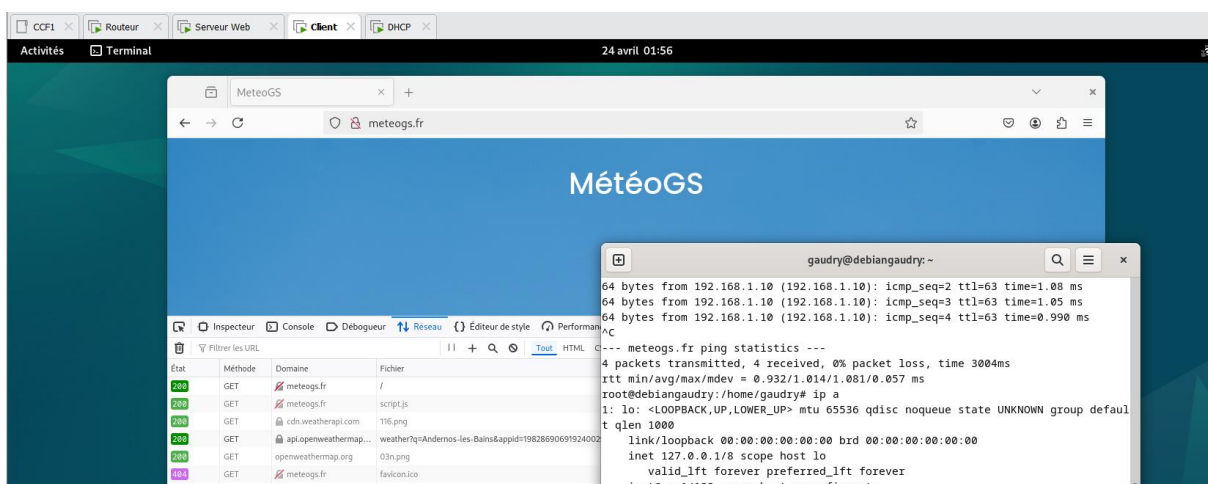 CCF1 Routeur Serveur Web Client DHCP
Activités Terminal 24 avril 01:56
MeteoGS
meteogs.fr
MétéoGS
gaudry@debiangaudry: ~
64 bytes from 192.168.1.10 (192.168.1.10): icmp_seq=2 ttl=63 time=1.08 ms
64 bytes from 192.168.1.10 (192.168.1.10): icmp_seq=3 ttl=63 time=1.05 ms
64 bytes from 192.168.1.10 (192.168.1.10): icmp_seq=4 ttl=63 time=0.990 ms
^C
--- meteogs.fr ping statistics ---
4 packets transmitted, 4 received, 0% packet loss, time 3004ms
rtt min/avg/max/mdev = 0.932/1.014/1.081/0.057 ms
root@debiangaudry:/home/gaudry# ip a
1: lo: <LOOPBACK,UP,LOWER_UP> mtu 65536 qdisc noqueue state UNKNOWN group defaul
t qlen 1000
link/loopback 00:00:00:00:00:00 brd 00:00:00:00:00:00
inet 127.0.0.1/8 scope host lo
valid_lft forever preferred_lft forever
Inspecteur Console Débogueur Réseau Éditeur de style Performan
Filtrer les URL Tout HTML
État Méthode Domaine Fichier
200 GET meteogs.fr /
200 GET meteogs.fr script.js
200 GET cdn.weatherapi.com 116.png
200 GET api.openweathermap... weather?q=Andernos-les-Bains&appid=1982869069192400
200 GET openweathermap.org 03n.png
404 GET meteogs.fr favicon.ico